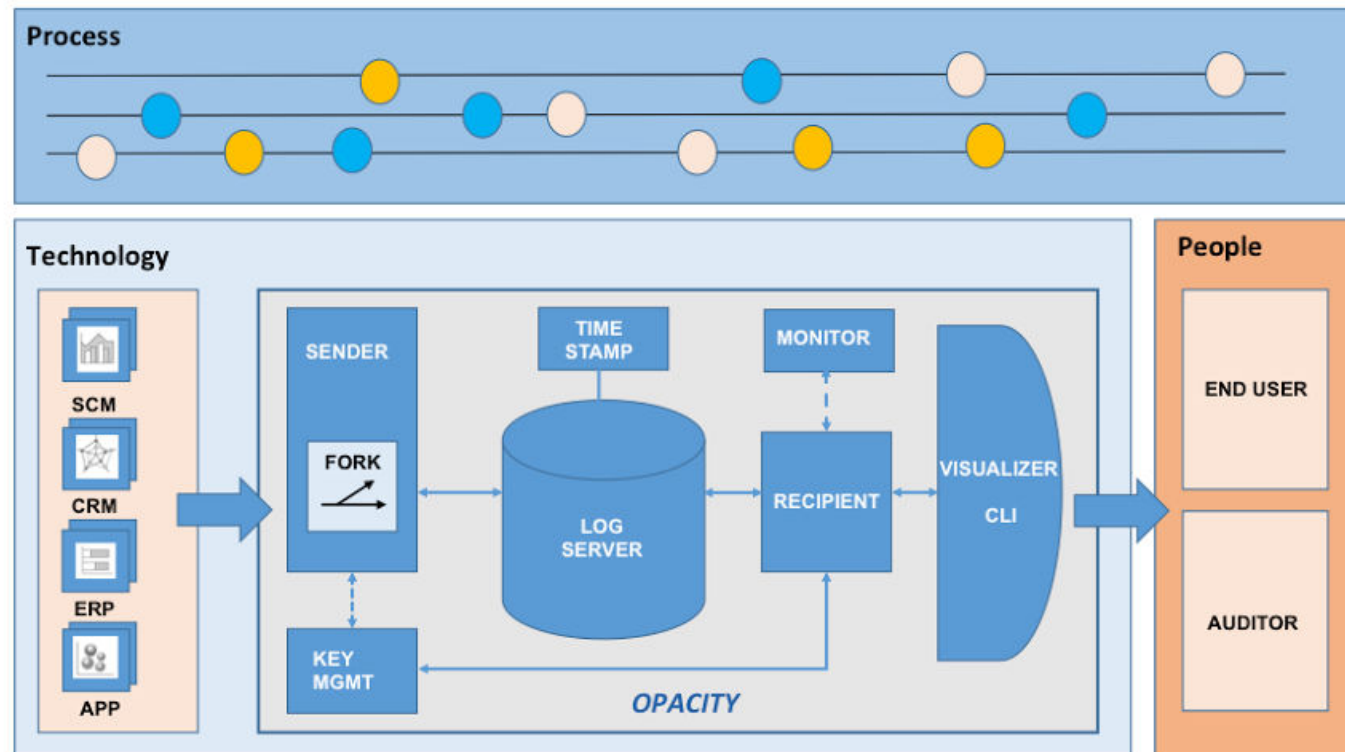 Process
Technology
People
SCM
CRM
ERP
APP
SENDER
FORK
KEY
MGMT
TIME
STAMP
LOG
SERVER
MONITOR
RECIPIENT
VISUALIZER
CLI
OPACITY
END USER
AUDITOR